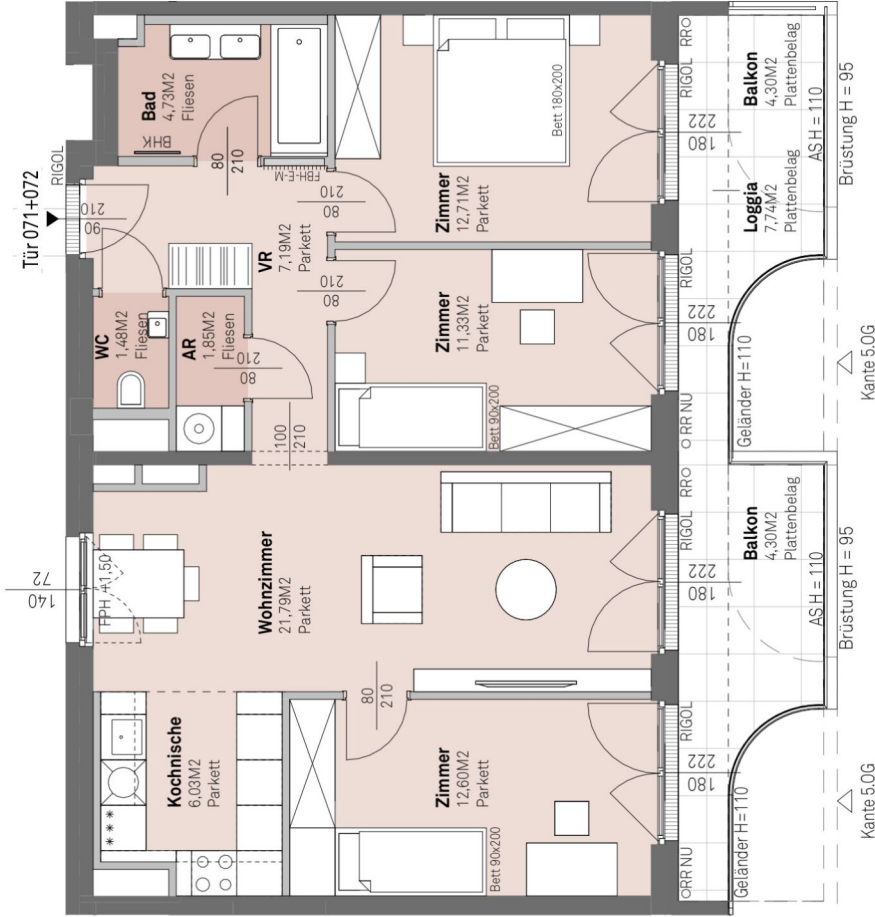 Tür 071+072
RIGOL
90
210
Bad
4,73M2
Fliesen
BHK
80
210
FBH-E-M
VR
7,19M2
Parkett
WC
1,48M2
Fliesen
AR
1,85M2
Fliesen
80
210
100
210
80
210
80
210
Zimmer
12,71M2
Parkett
Bett 180x200
Zimmer
11,33M2
Parkett
Bett 90x200
Wohnzimmer
21,79M2
Parkett
FPH +1,50
140
72
Kochnische
6,03M2
Parkett
***
80
210
Zimmer
12,60M2
Parkett
Bett 90x200
RRO
RIGOL
180
222
Balkon
4,30M2
Plattenbelag
AS H = 110
Brüstung H = 95
Loggia
7,74M2
Plattenbelag
RIGOL
180
222
O RR NU
Geländer H=110
Kante 5.OG
RRO
RIGOL
180
222
Balkon
4,30M2
Plattenbelag
AS H = 110
Brüstung H = 95
RIGOL
180
222
ORR NU
Geländer H=110
Kante 5.OG